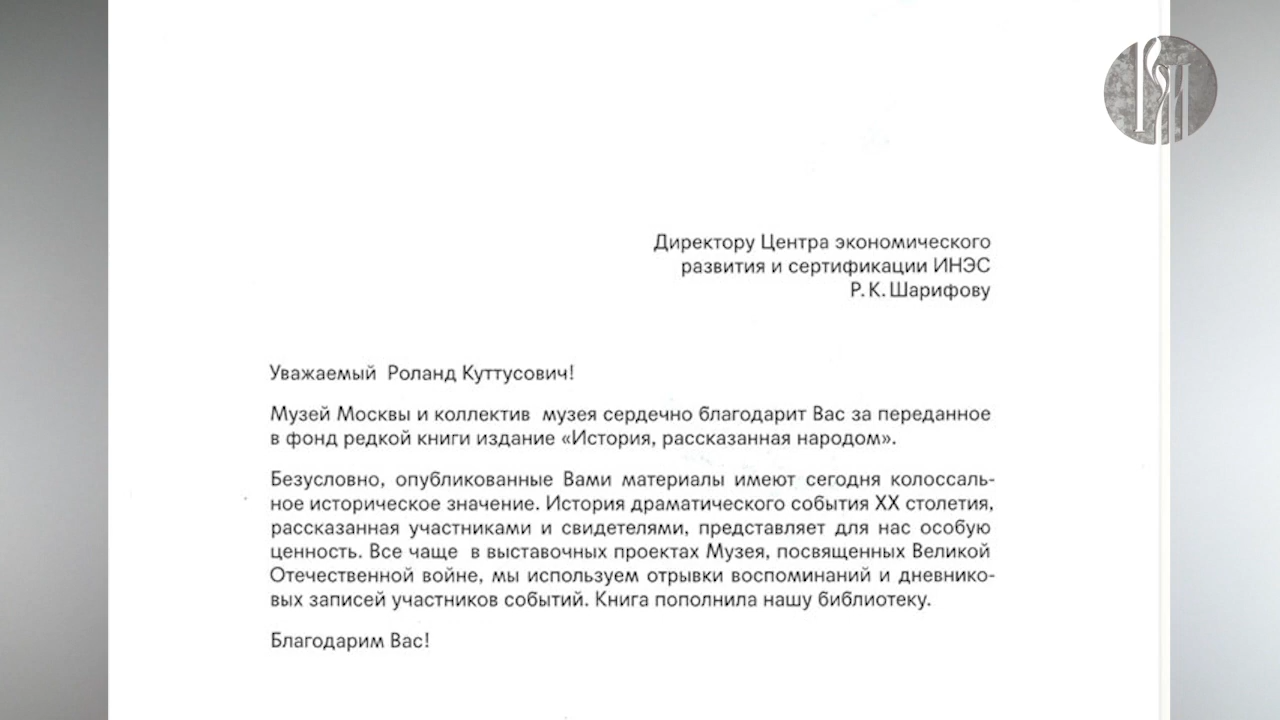 Директору Центра экономического
развития и сертификации ИНЭС
Р. К. Шарифову
Уважаемый Роланд Куттусович!
Музей Москвы и коллектив музея сердечно благодарит Вас за переданное
в фонд редкой книги издание «История, рассказанная народом».
Безусловно, опубликованные Вами материалы имеют сегодня колоссаль-
ное историческое значение. История драматического события XX столетия,
рассказанная участниками и свидетелями, представляет для нас особую
ценность. Все чаще в выставочных проектах Музея, посвященных Великой
Отечественной войне, мы используем отрывки воспоминаний и дневнико-
вых записей участников событий. Книга пополнила нашу библиотеку.
Благодарим Вас!